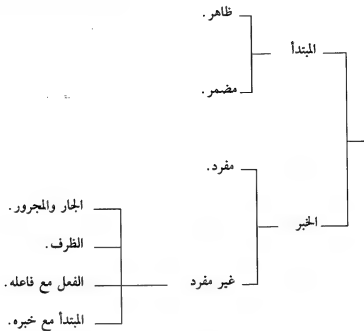 ظاهر.
المبتدأ
مضمر.
مفرد.
الخبر
غير مفرد
الجار والمجرور.
الظرف.
الفعل مع فاعله.
المبتدأ مع خبره.